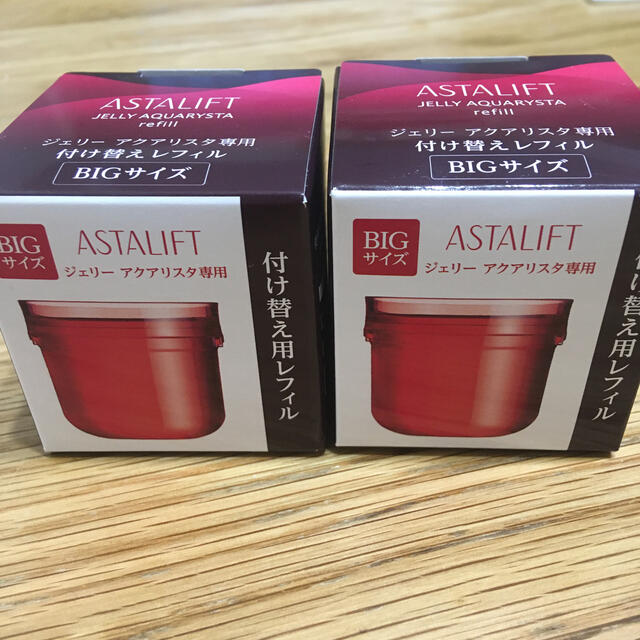 ASTALIFT
JELLY AQUARYSTA
refill
ジェリー アクアリスタ専用
付け替えレフィル
BIGサイズ
BIG
サイズ
ASTALIFT
ジェリー アクアリスタ専用
付け替え用レフィル
ASTALIFT
JELLY AQUARYSTA
refill
ジェリー アクアリスタ専用
付け替えレフィル
BIGサイズ
BIG
サイズ
ASTALIFT
ジェリー アクアリスタ専用
付け替え用レフィル